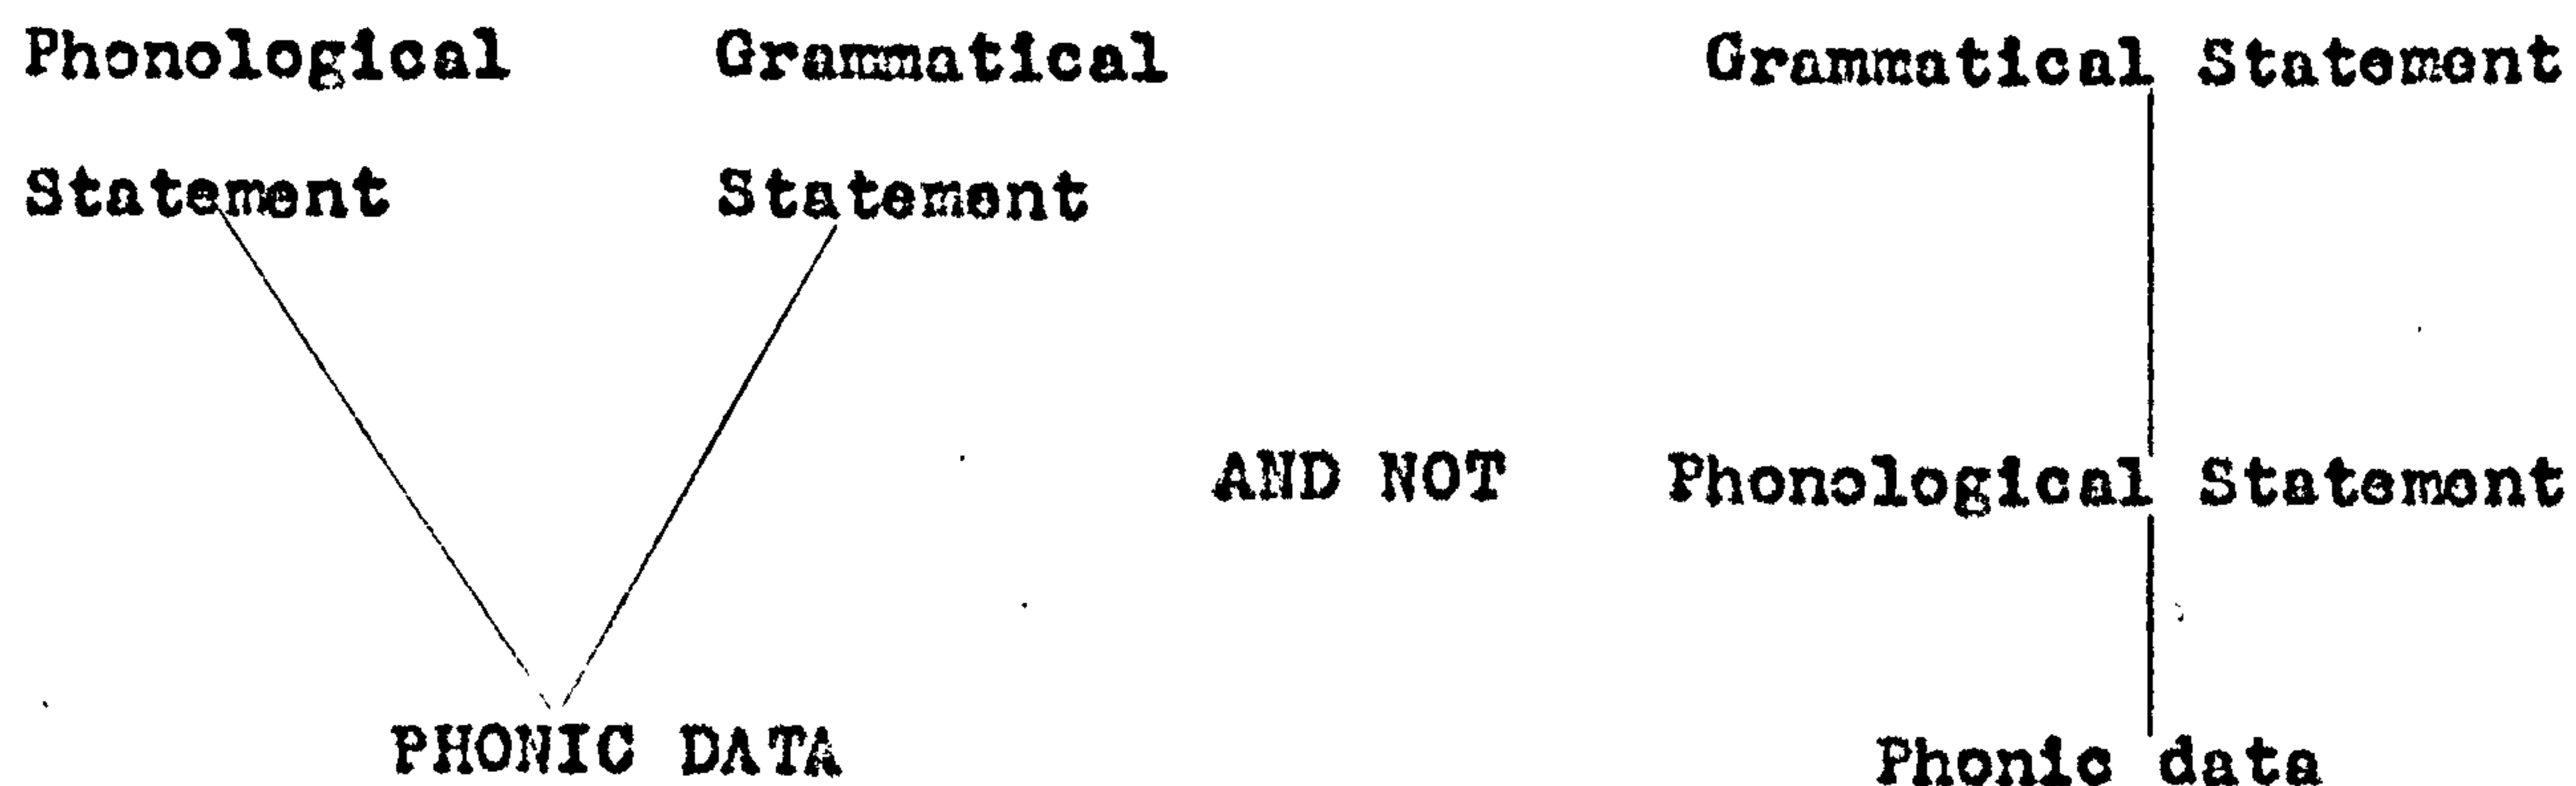 Phonological Grammatical Grammatical Statement
Statement Statement
AND NOT Phonological Statement
PHONIC DATA Phonic data